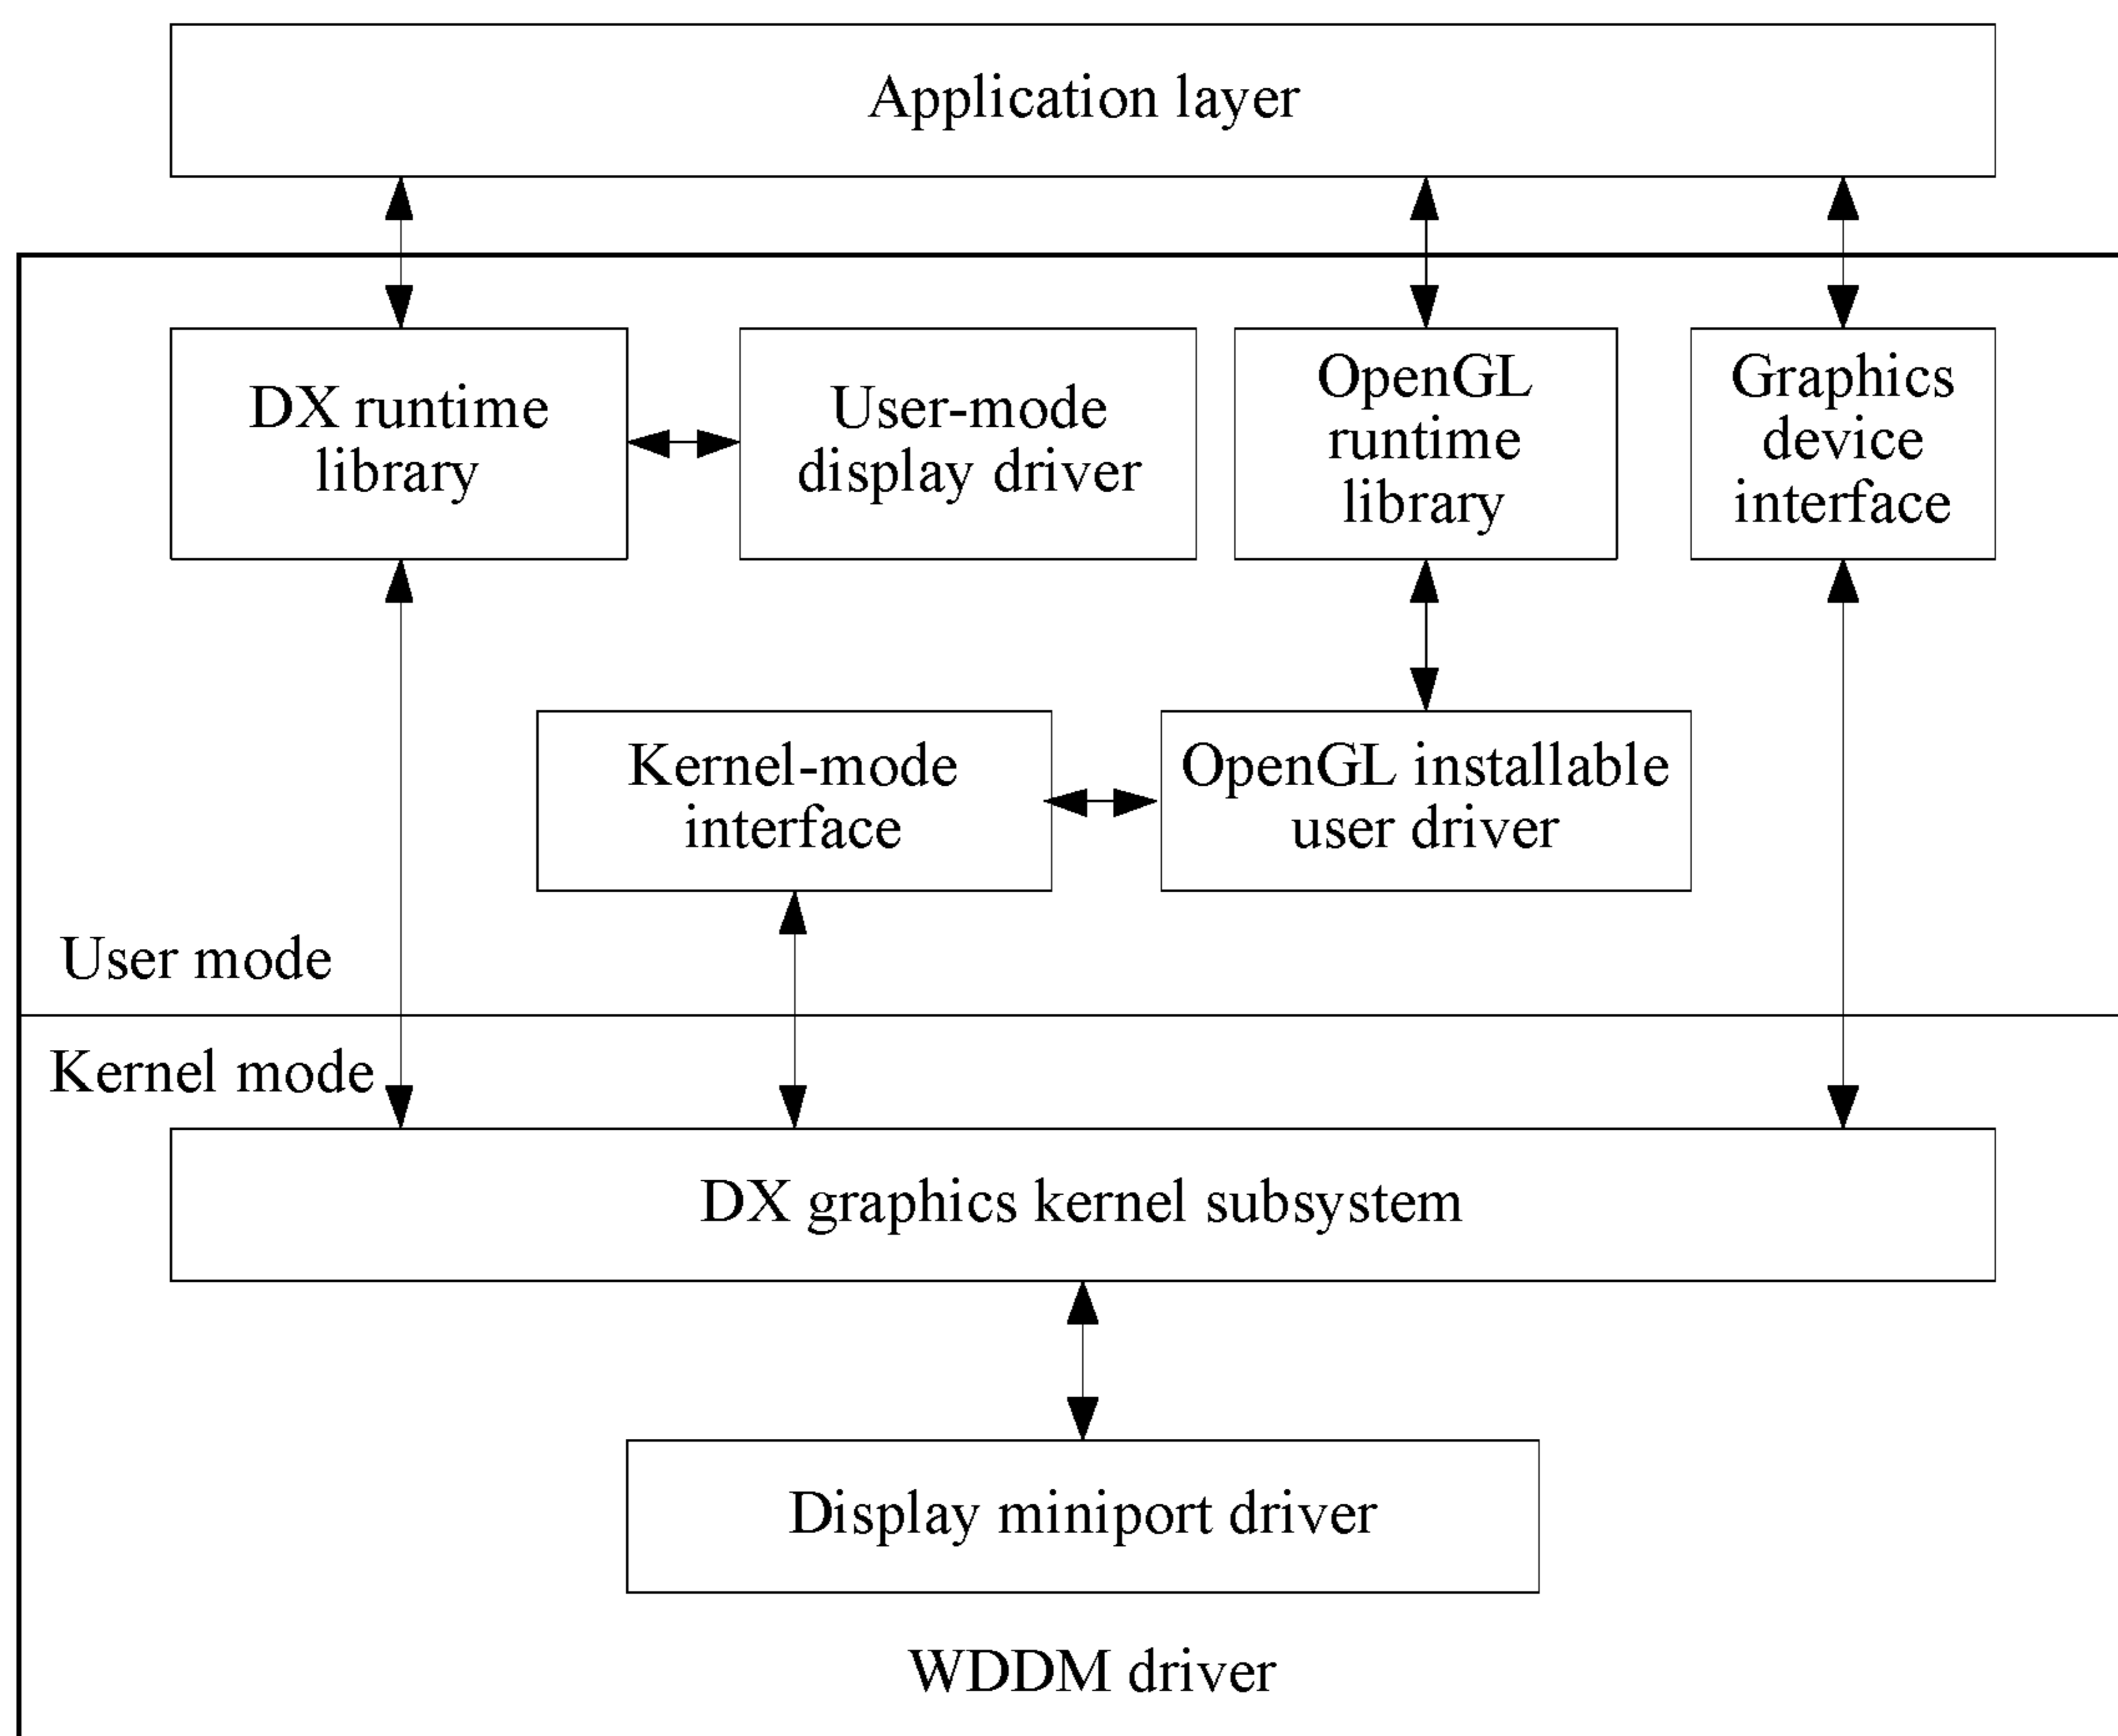 Application layer
DX runtime
library
User-mode
display driver
OpenGL
runtime
library
Graphics
device
interface
Kernel-mode
interface
OpenGL installable
user driver
User mode
Kernel mode
DX graphics kernel subsystem
Display miniport driver
WDDM driver